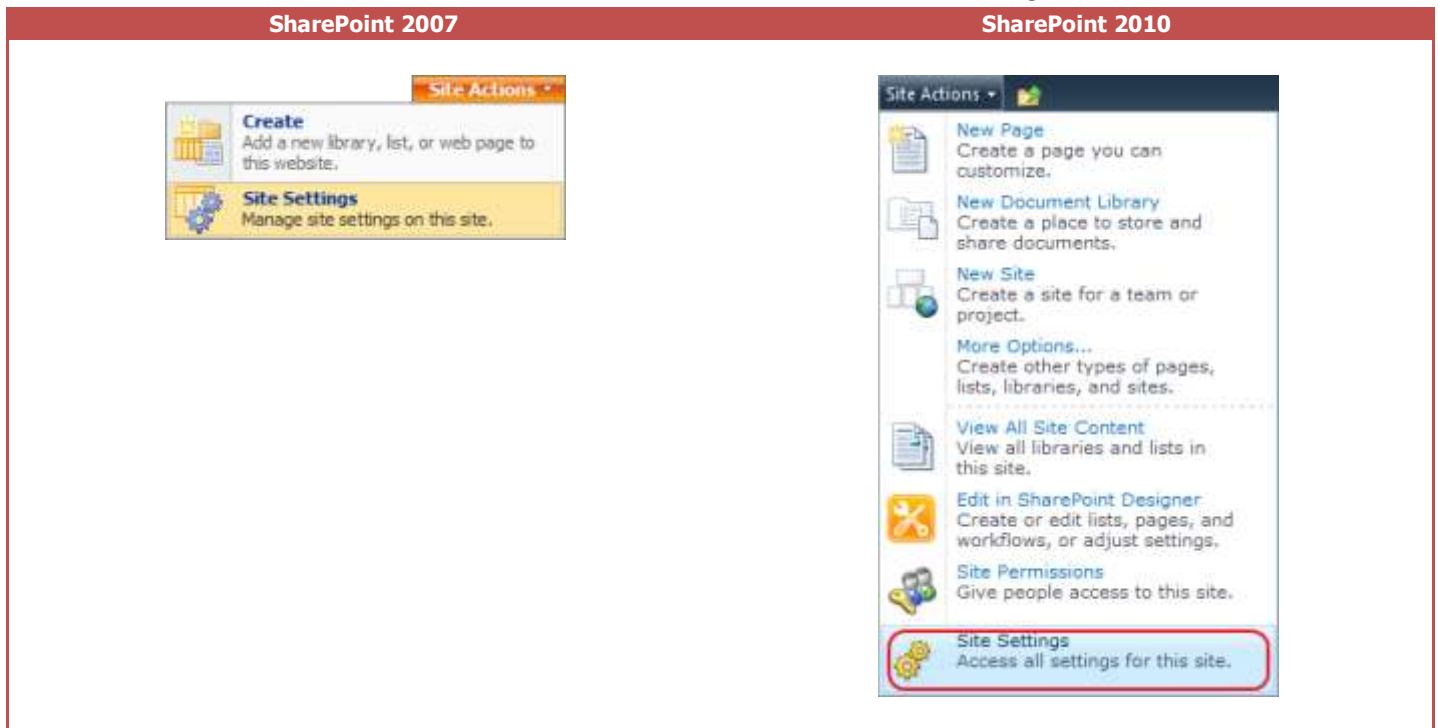 SharePoint 2007
SharePoint 2010
Site Actions
Create
Add a new library, list, or web page to
this website.
Site Settings
Manage site settings on this site.
Site Actions
New Page
Create a page you can
customize.
New Document Library
Create a place to store and
share documents.
New Site
Create a site for a team or
project.
More Options...
Create other types of pages,
lists, libraries, and sites.
View All Site Content
View all libraries and lists in
this site.
Edit in SharePoint Designer
Create or edit lists, pages, and
workflows, or adjust settings.
Site Permissions
Give people access to this site.
Site Settings
Access all settings for this site.